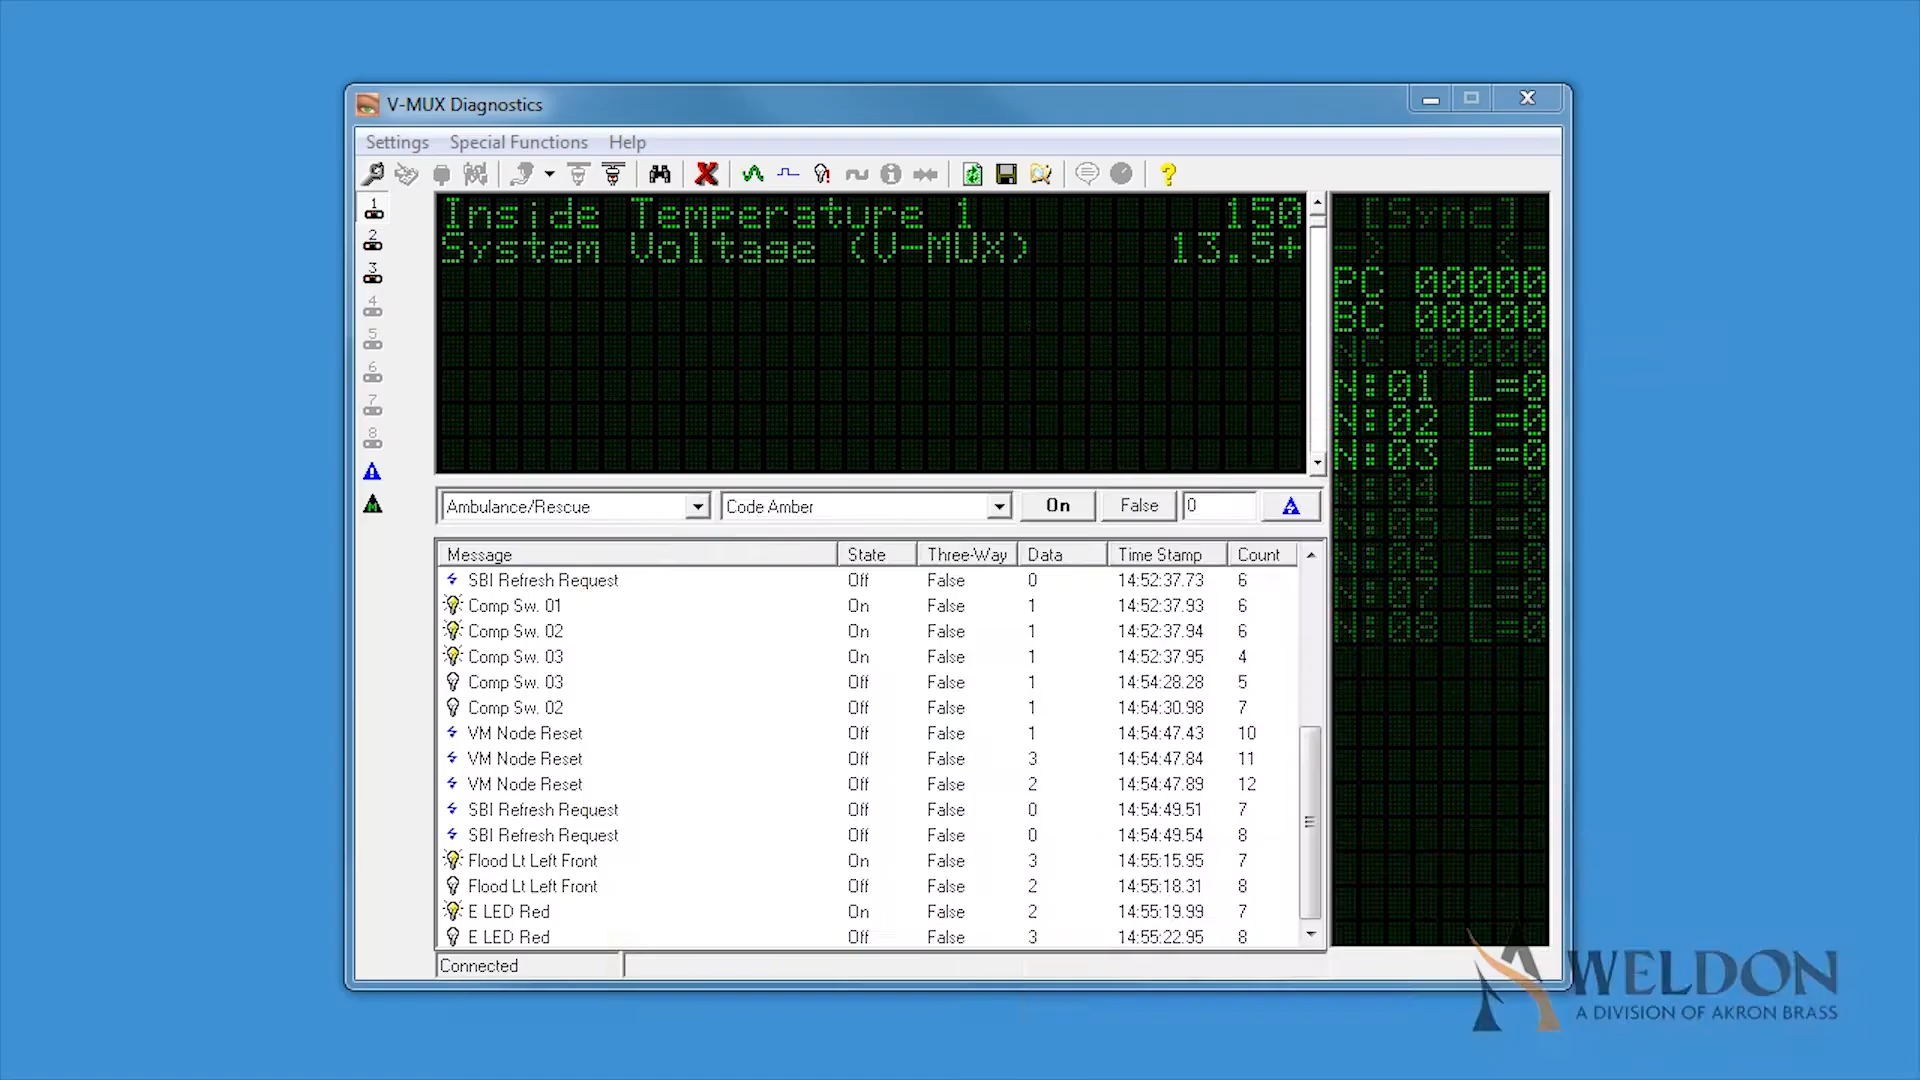 V-MUX Diagnostics
Settings Special Functions Help
1
2
3
4
5
6
7
8
Inside Temperature 1 150
System Voltage (V-MUX) 13.5+
[Sync]
-> <-
PC 00000
BC 00000
NC 00000
N:01 L=0
N:02 L=0
N:03 L=0
N:04 L=0
N:05 L=0
N:06 L=0
N:07 L=0
N:08 L=0
Ambulance/Rescue Code Amber On False 0
Message State Three-Way Data Time Stamp Count
SBI Refresh Request Off False 0 14:52:37.73 6
Comp Sw. 01 On False 1 14:52:37.93 6
Comp Sw. 02 On False 1 14:52:37.94 6
Comp Sw. 03 On False 1 14:52:37.95 4
Comp Sw. 03 Off False 1 14:54:28.28 5
Comp Sw. 02 Off False 1 14:54:30.98 7
VM Node Reset Off False 1 14:54:47.43 10
VM Node Reset Off False 3 14:54:47.84 11
VM Node Reset Off False 2 14:54:47.89 12
SBI Refresh Request Off False 0 14:54:49.51 7
SBI Refresh Request Off False 0 14:54:49.54 8
Flood Lt Left Front On False 3 14:55:15.95 7
Flood Lt Left Front Off False 2 14:55:18.31 8
E LED Red On False 2 14:55:19.99 7
E LED Red Off False 3 14:55:22.95 8
Connected
WELDON
A DIVISION OF AKRON BRASS